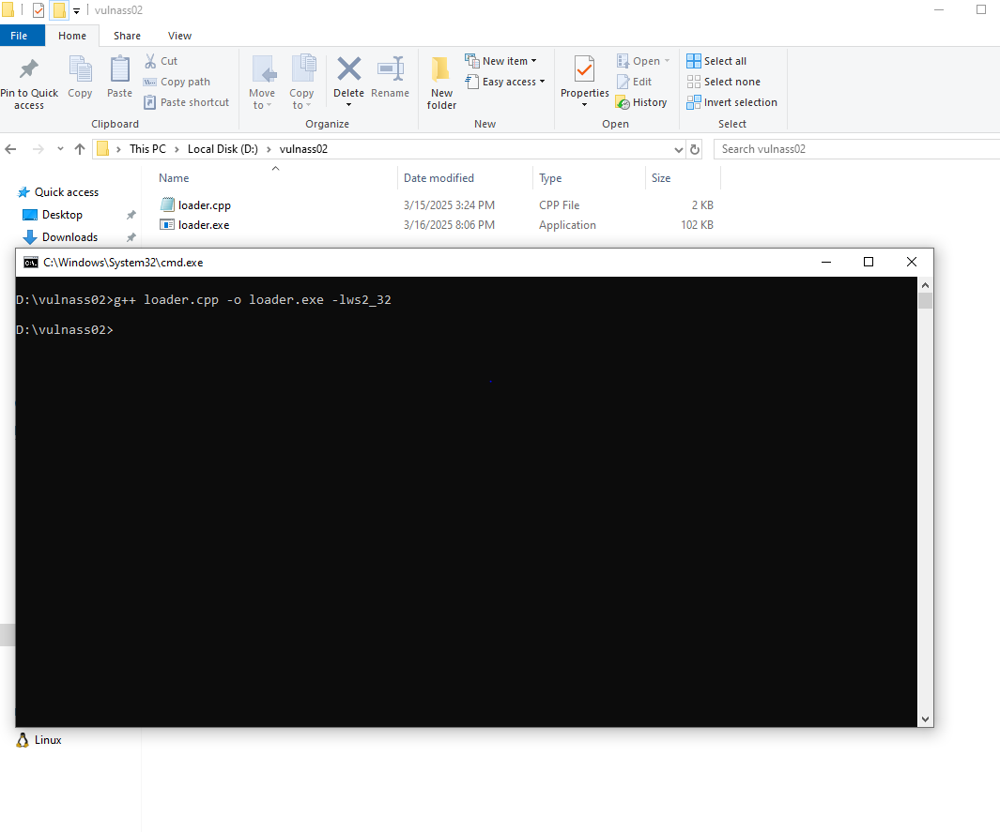 vulnass02
File Home Share View
Pin to Quick access
Copy
Paste
Cut
Copy path
Paste shortcut
Clipboard
Move to
Copy to
Delete
Rename
Organize
New folder
New item
Easy access
New
Properties
Open
Edit
History
Open
Select all
Select none
Invert selection
Select
This PC > Local Disk (D:) > vulnass02
Search vulnass02
Name Date modified Type Size
Quick access
Desktop
Downloads
loader.cpp 3/15/2025 3:24 PM CPP File 2 KB
loader.exe 3/16/2025 8:06 PM Application 102 KB
C:\Windows\System32\cmd.exe
D:\vulnass02>g++ loader.cpp -o loader.exe -lws2_32
D:\vulnass02>
Linux